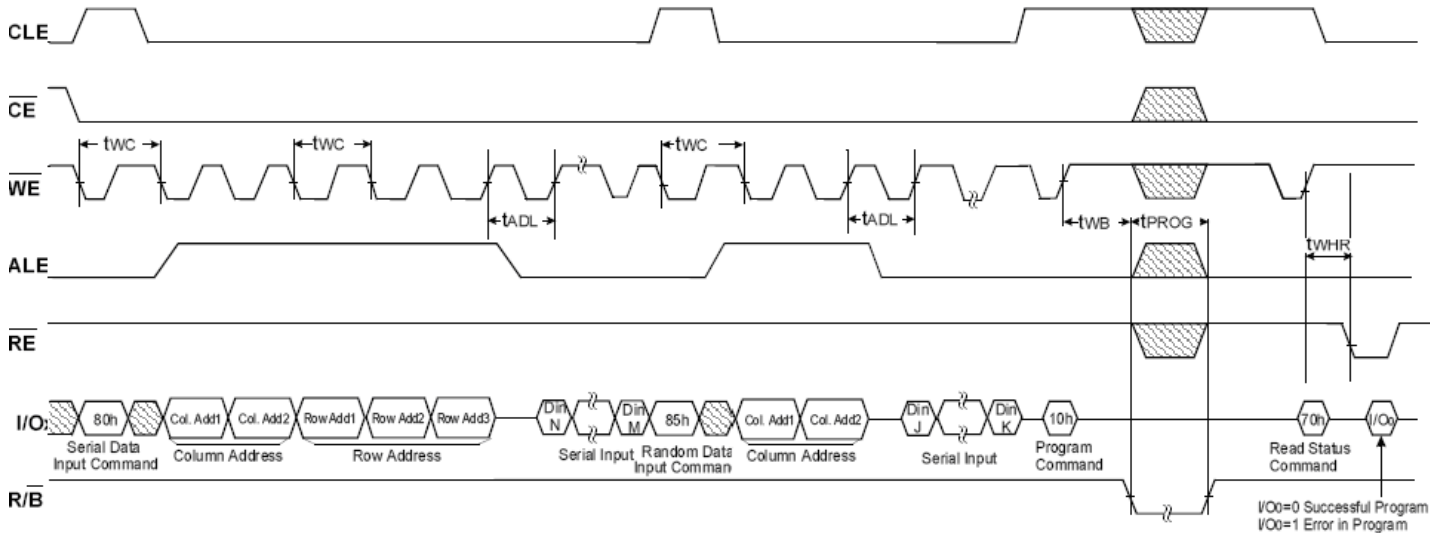 CLE
CE
tWC
tWC
tWC
WE
tADL
tADL
tWB
tPROG
ALE
tWHR
RE
I/Ox
80h
Col. Add1
Col. Add2
Row Add1
Row Add2
Row Add3
Din N
Din M
85h
Col. Add1
Col. Add2
Din J
Din K
10h
70h
I/O0
Serial Data
Input Command
Column Address
Row Address
Serial Input
Random Data
Input Command
Column Address
Serial Input
Program
Command
Read Status
Command
R/B
I/O0=0 Successful Program
I/O0=1 Error in Program